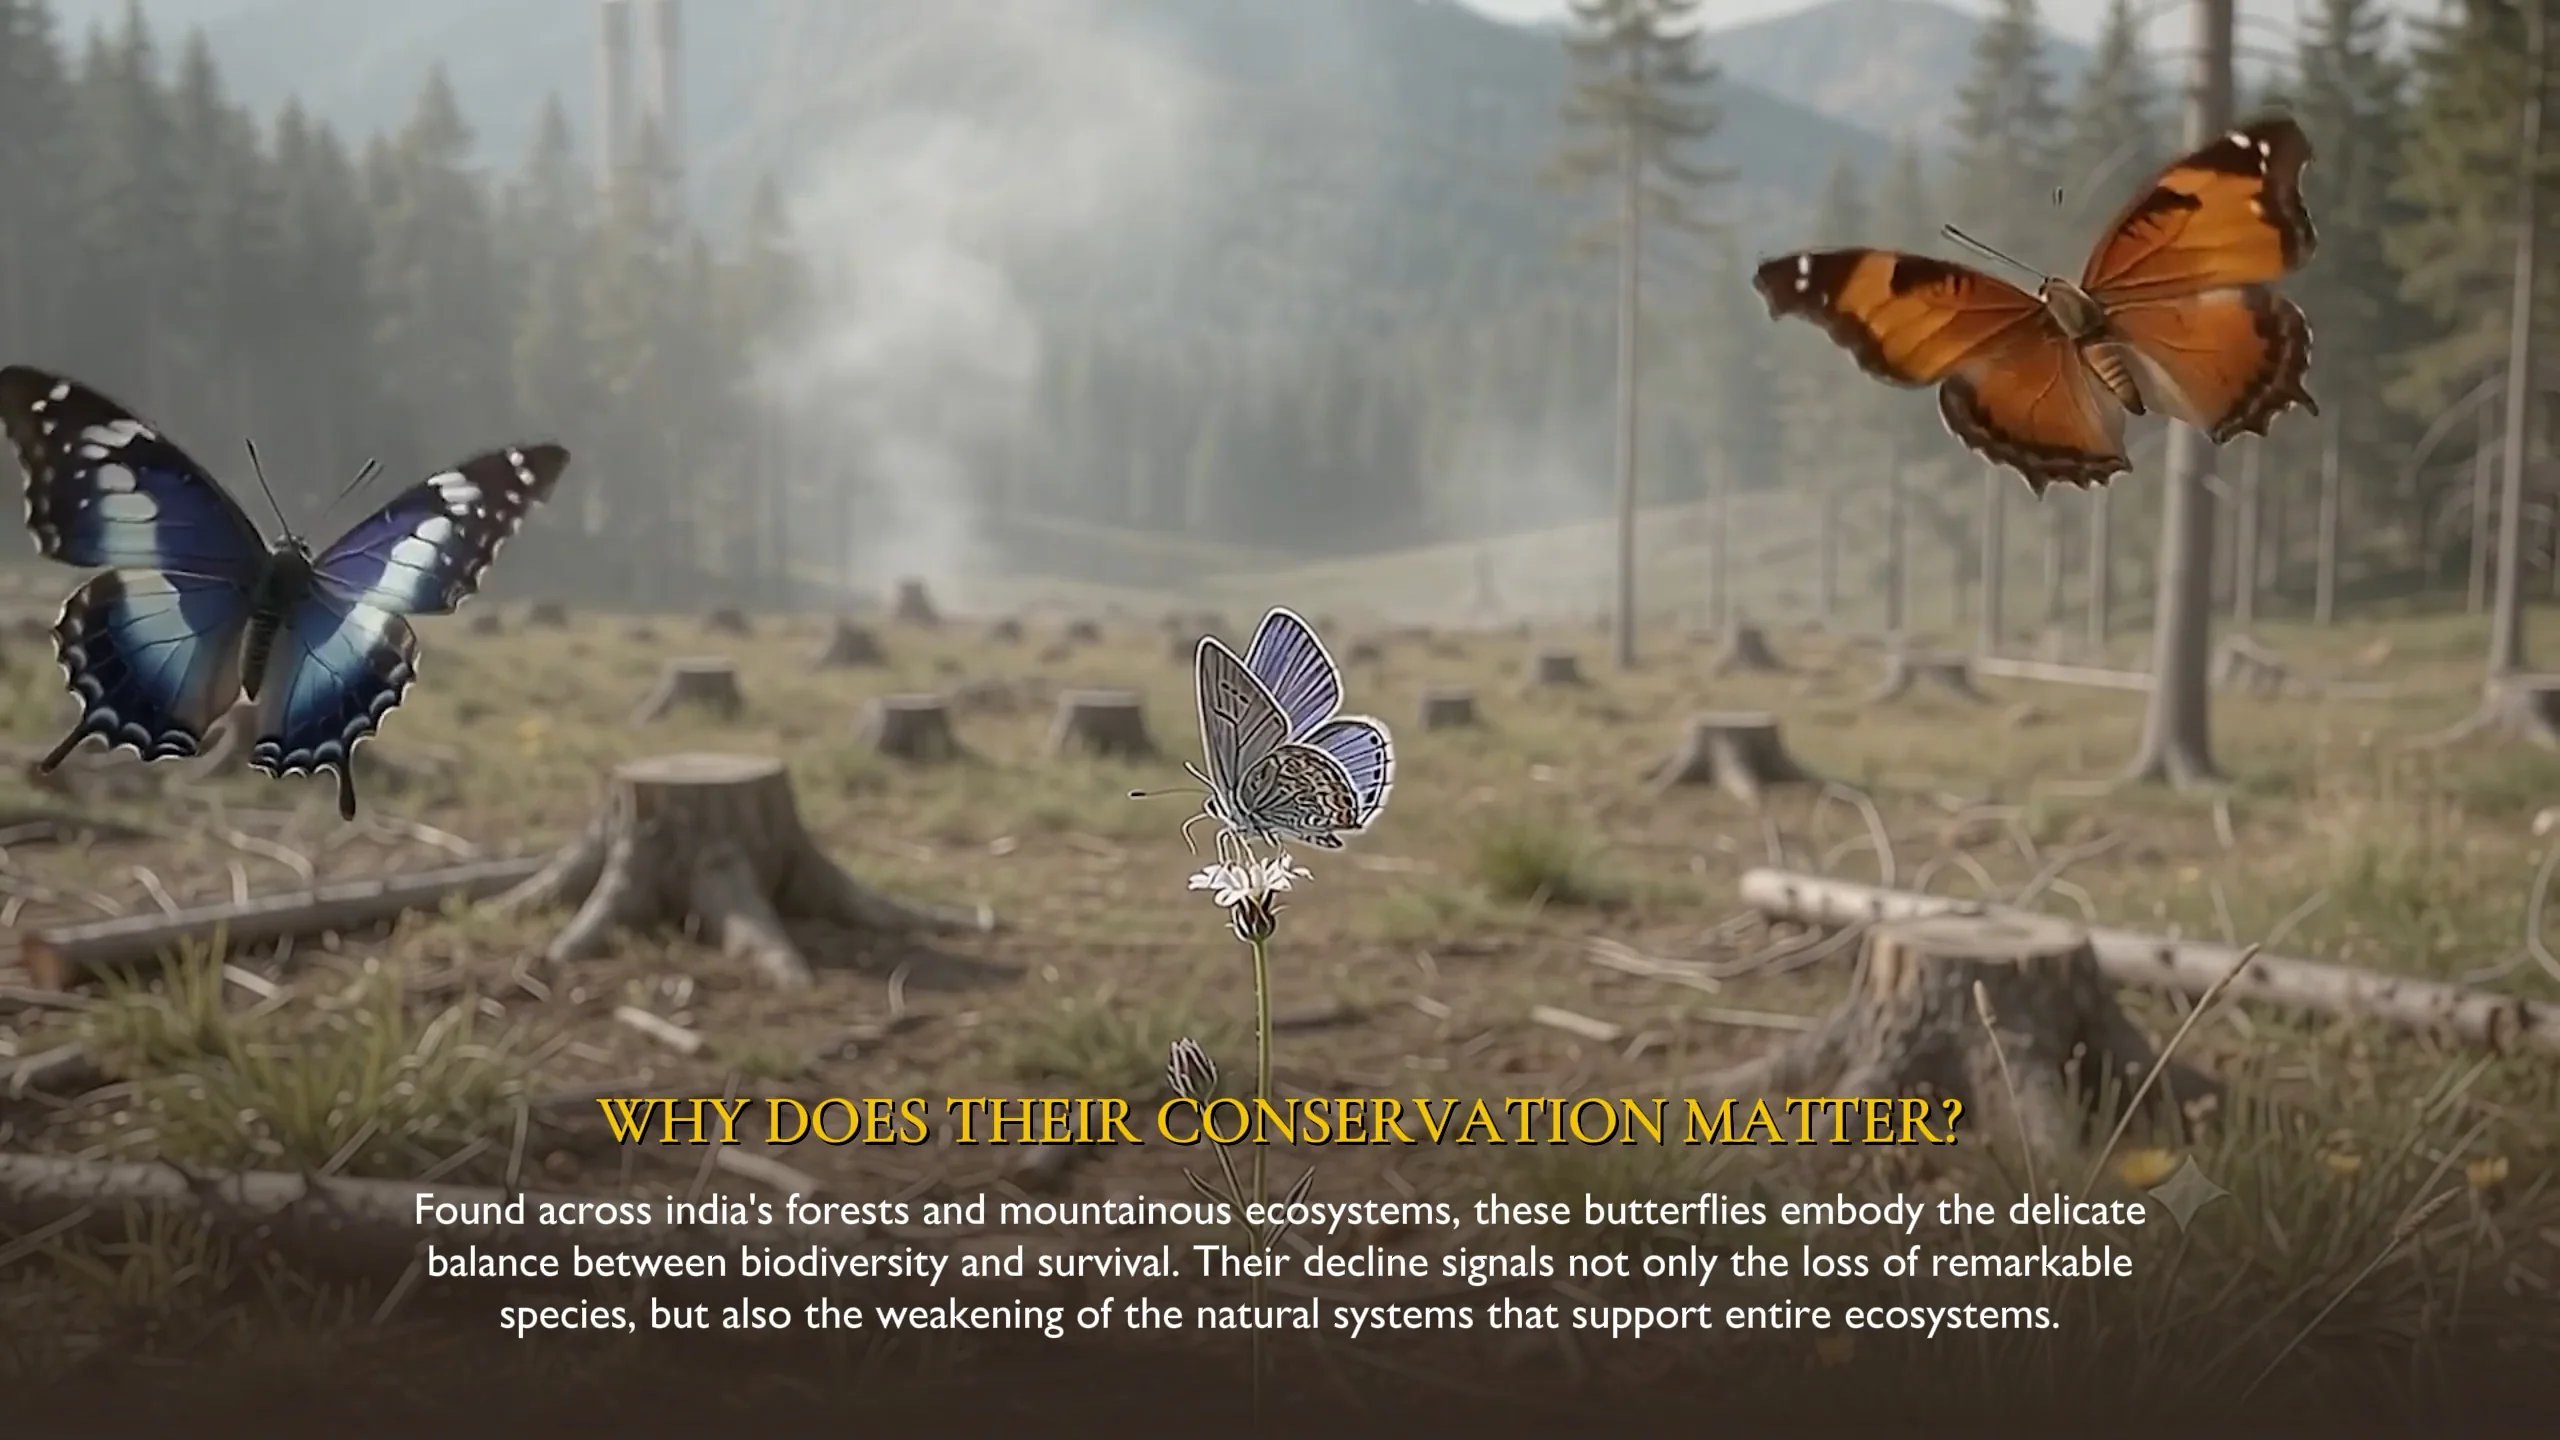 WHY DOES THEIR CONSERVATION MATTER?
Found across india's forests and mountainous ecosystems, these butterflies embody the delicate
balance between biodiversity and survival. Their decline signals not only the loss of remarkable
species, but also the weakening of the natural systems that support entire ecosystems.